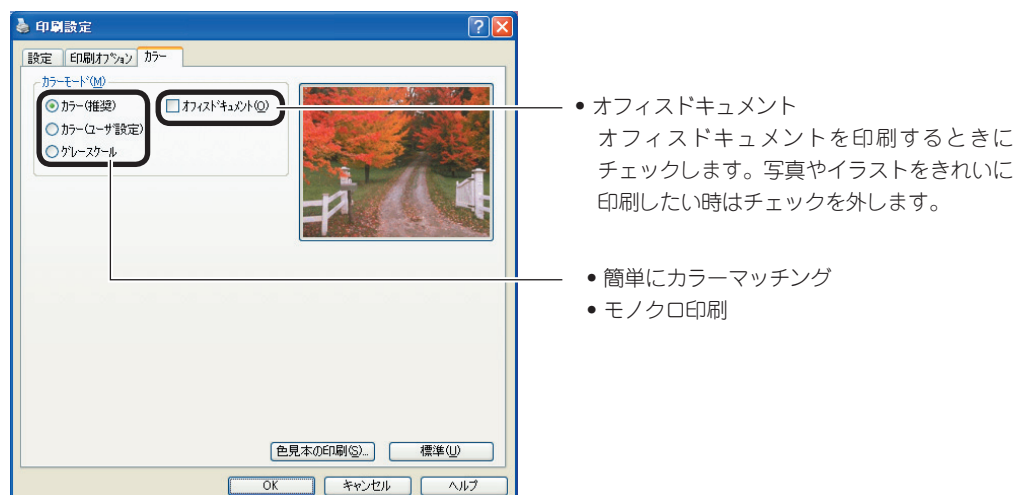 印刷設定
設定 印刷オプション カラー
カラーモード(M)
カラー(推奨)
オフィスドキュメント(O)
カラー(ユーザ設定)
グレースケール
色見本の印刷(S)...
標準(U)
OK
キャンセル
ヘルプ
• オフィスドキュメント
オフィスドキュメントを印刷するときに
チェックします。写真やイラストをきれいに
印刷したい時はチェックを外します。
• 簡単にカラーマッチング
• モノクロ印刷